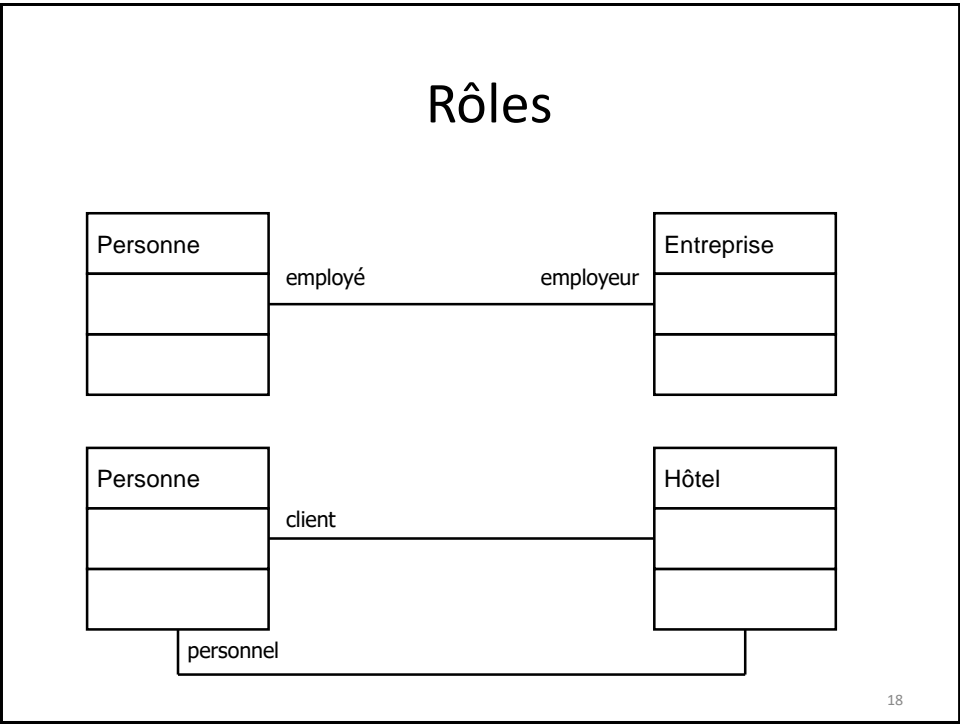 Rôles
Personne
Entreprise
employé
employeur
Personne
Hôtel
client
personnel
18